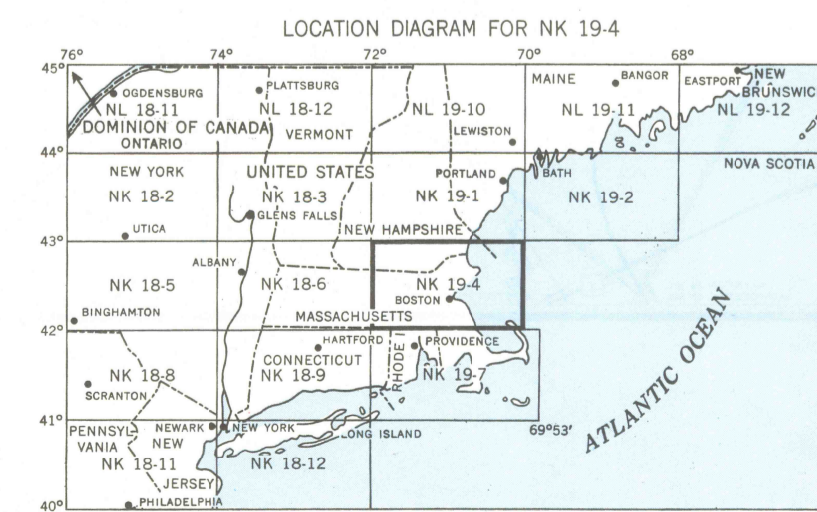 LOCATION DIAGRAM FOR NK 19-4
76° 74° 72° 70° 68°
45°
OGDENSBURG
PLATTSBURG
MAINE
BANGOR
EASTPORT
NEW
BRUNSWIC
NL 18-11
NL 18-12
NL 19-10
NL 19-11
NL 19-12
DOMINION OF CANADA
ONTARIO
VERMONT
LEWISTON
44°
NEW YORK
UNITED STATES
PORTLAND
BATH
NOVA SCOTIA
NK 18-2
NK 18-3
NK 19-1
NK 19-2
GLENS FALLS
UTICA
NEW HAMPSHIRE
43°
ALBANY
NK 18-5
NK 18-6
NK 19-4
BOSTON
BINGHAMTON
MASSACHUSETTS
42°
HARTFORD
PROVIDENCE
CONNECTICUT
RHODE I
NK 18-8
NK 18-9
NK 19-7
SCRANTON
ATLANTIC OCEAN
41°
69°53'
PENNSYL-
VANIA
NEWARK
NEW YORK
NEW
JERSEY
LONG ISLAND
NK 18-11
NK 18-12
40°
PHILADELPHIA